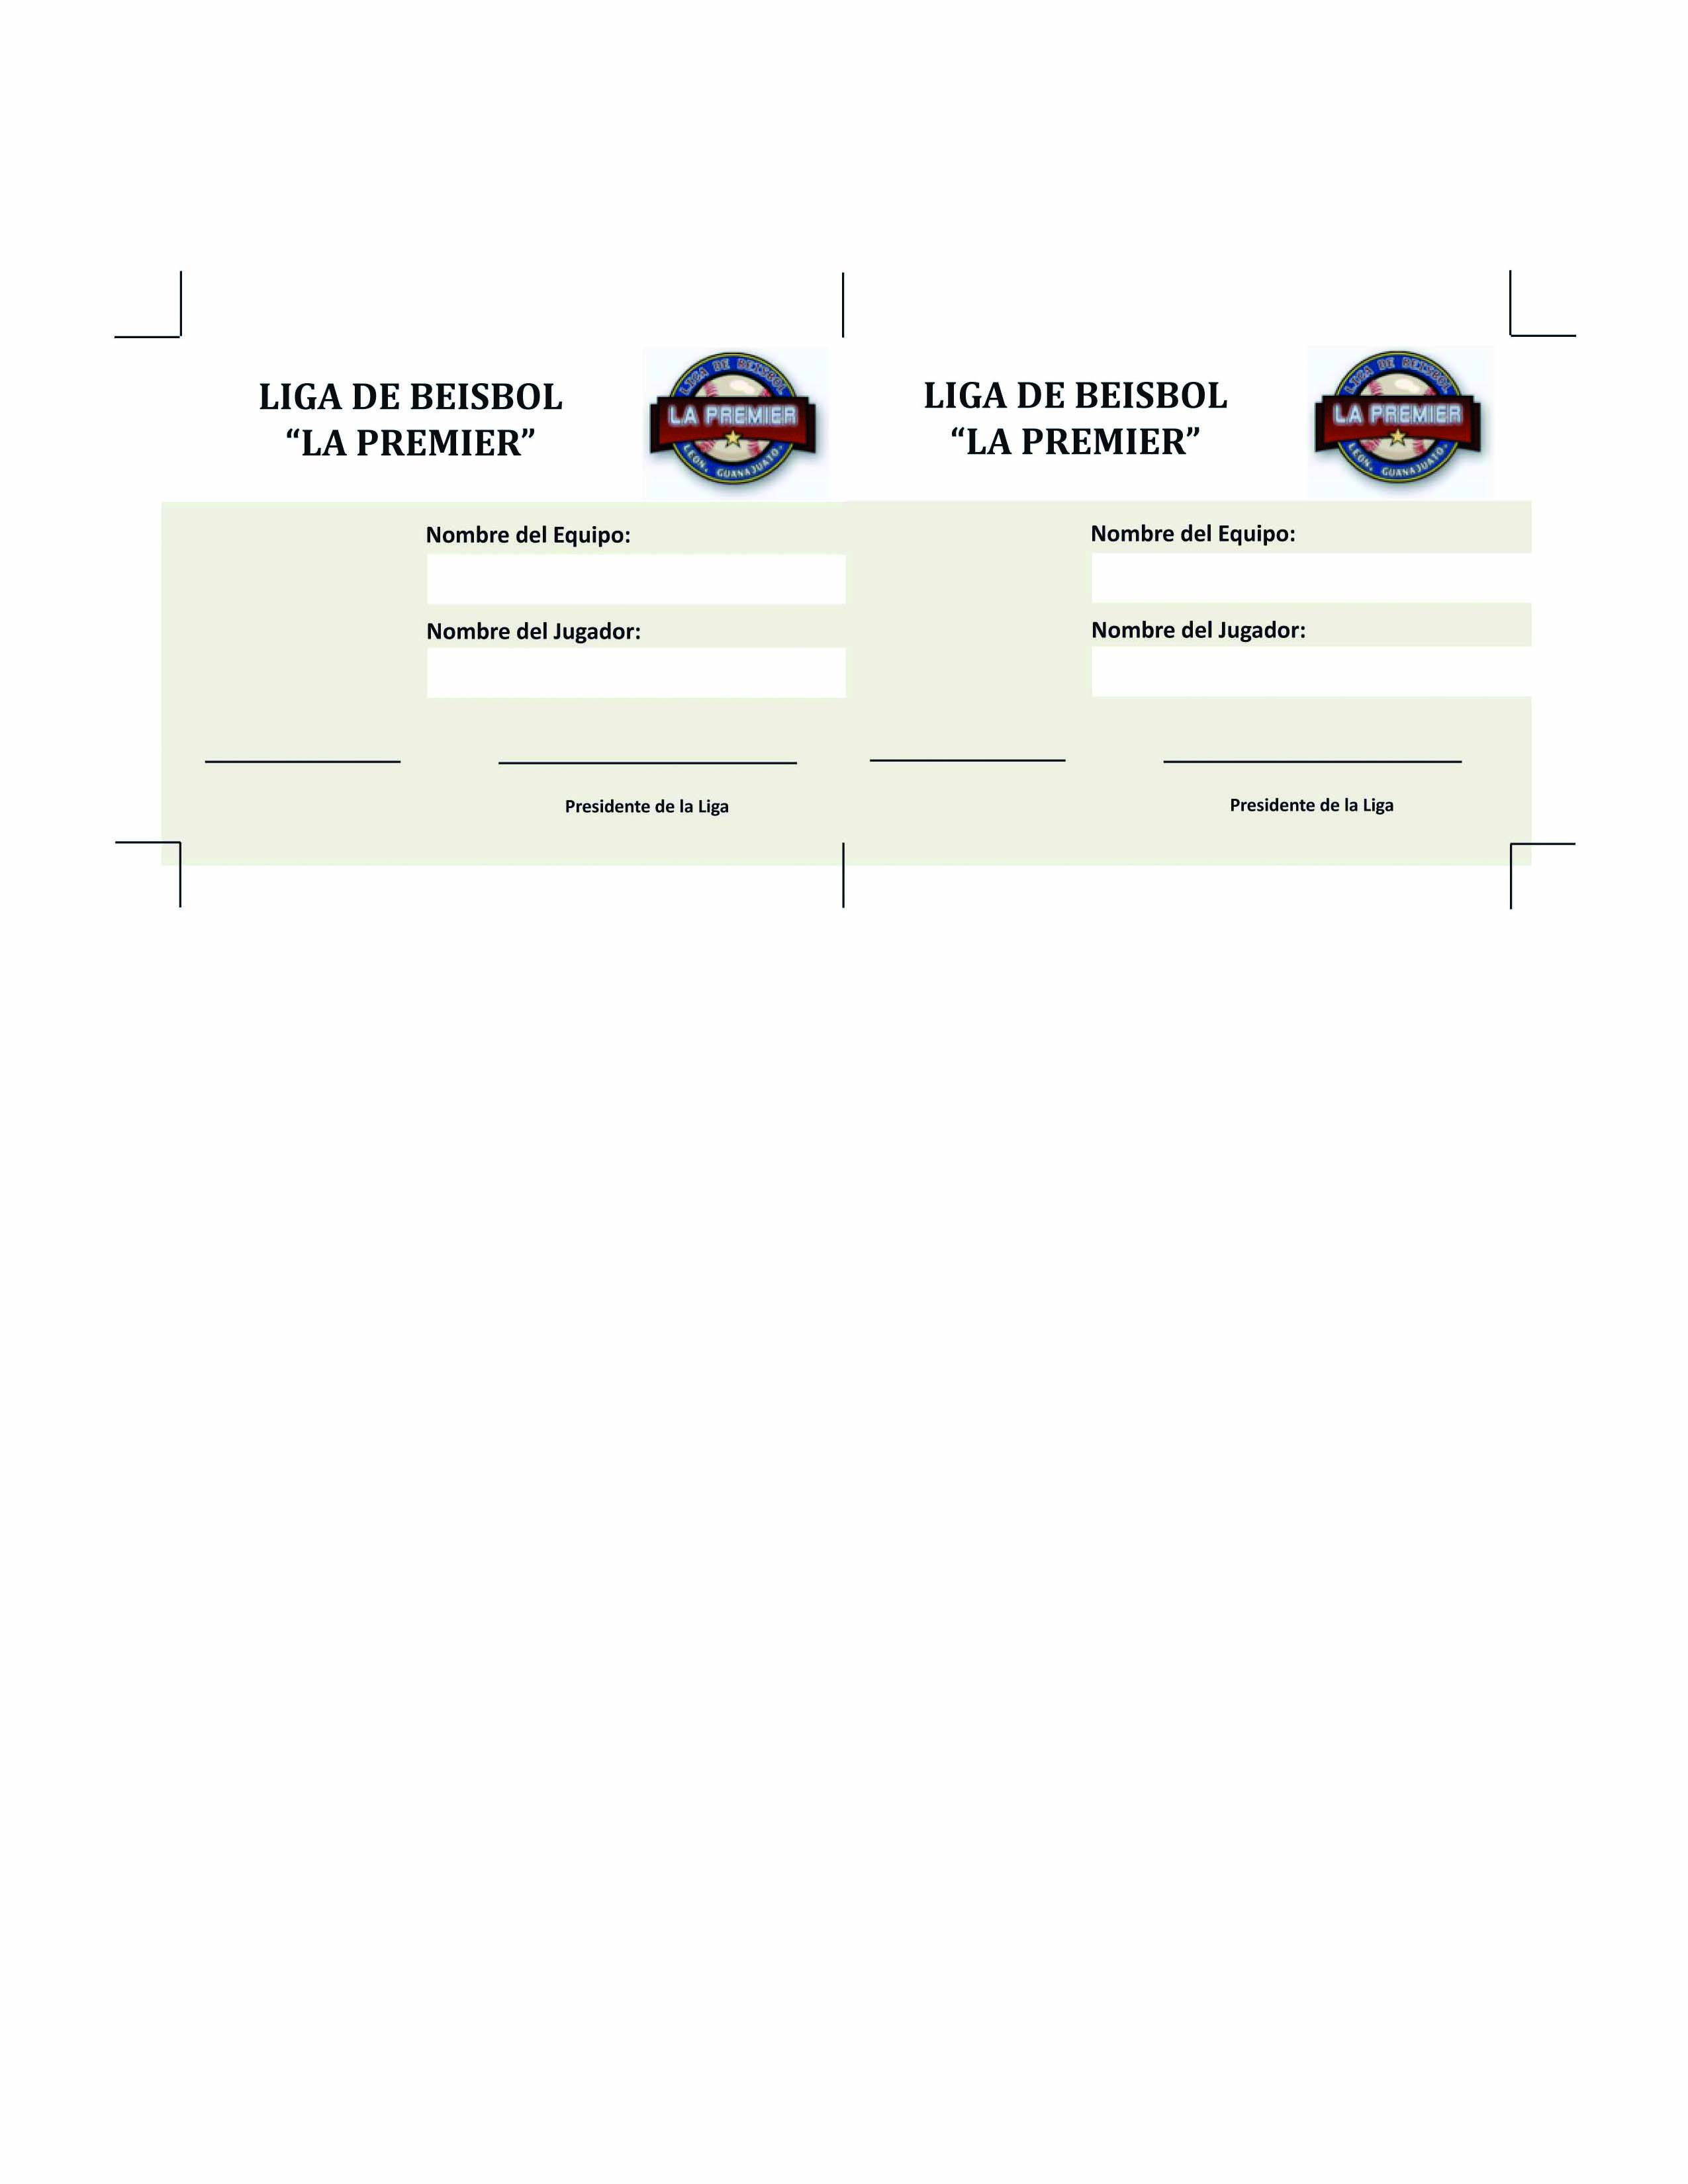 LIGA DE BEISBOL
“LA PREMIER”
LIGA DE BEISBOL
LA PREMIER
LEON, GUANAJUATO.
Nombre del Equipo:
Nombre del Jugador:
Presidente de la Liga
LIGA DE BEISBOL
“LA PREMIER”
LIGA DE BEISBOL
LA PREMIER
LEON, GUANAJUATO.
Nombre del Equipo:
Nombre del Jugador:
Presidente de la Liga